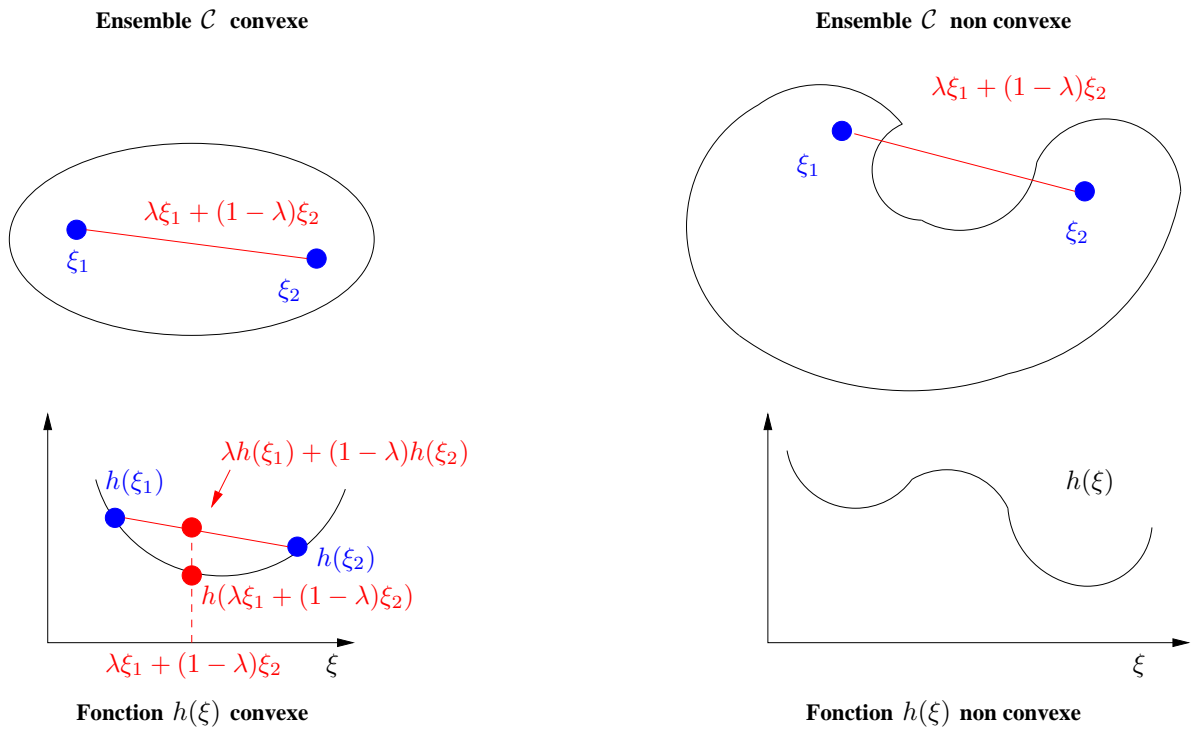 Ensemble 𝒞 convexe
λξ₁ + (1 − λ)ξ₂
ξ₁
ξ₂
Ensemble 𝒞 non convexe
λξ₁ + (1 − λ)ξ₂
ξ₁
ξ₂
λh(ξ₁) + (1 − λ)h(ξ₂)
h(ξ₁)
h(ξ₂)
h(λξ₁ + (1 − λ)ξ₂)
λξ₁ + (1 − λ)ξ₂
ξ
Fonction h(ξ) convexe
h(ξ)
ξ
Fonction h(ξ) non convexe